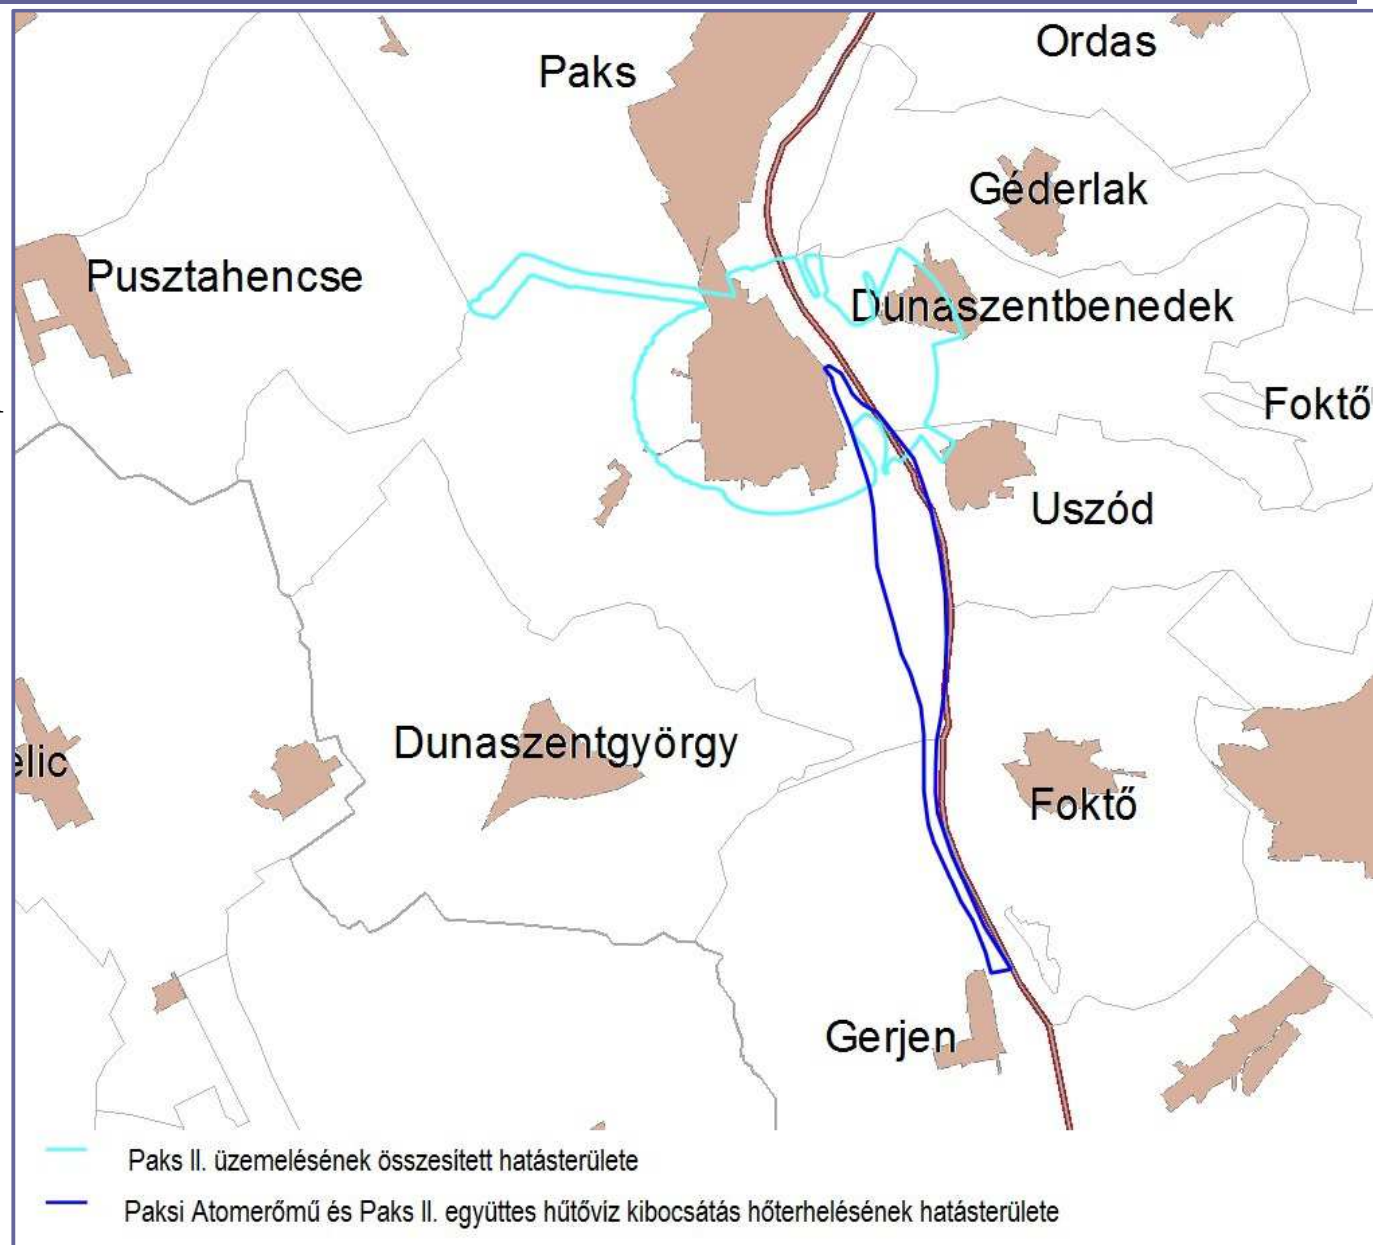 Ordas
Paks
Géderlak
Pusztahencse
Dunaszentbenedek
Foktő
Uszód
Dunaszentgyörgy
elic
Foktő
Gerjen
Paks II. üzemelésének összesített hatásterülete
Paksi Atomerőmű és Paks II. együttes hűtővíz kibocsátás hőterhelésének hatásterülete